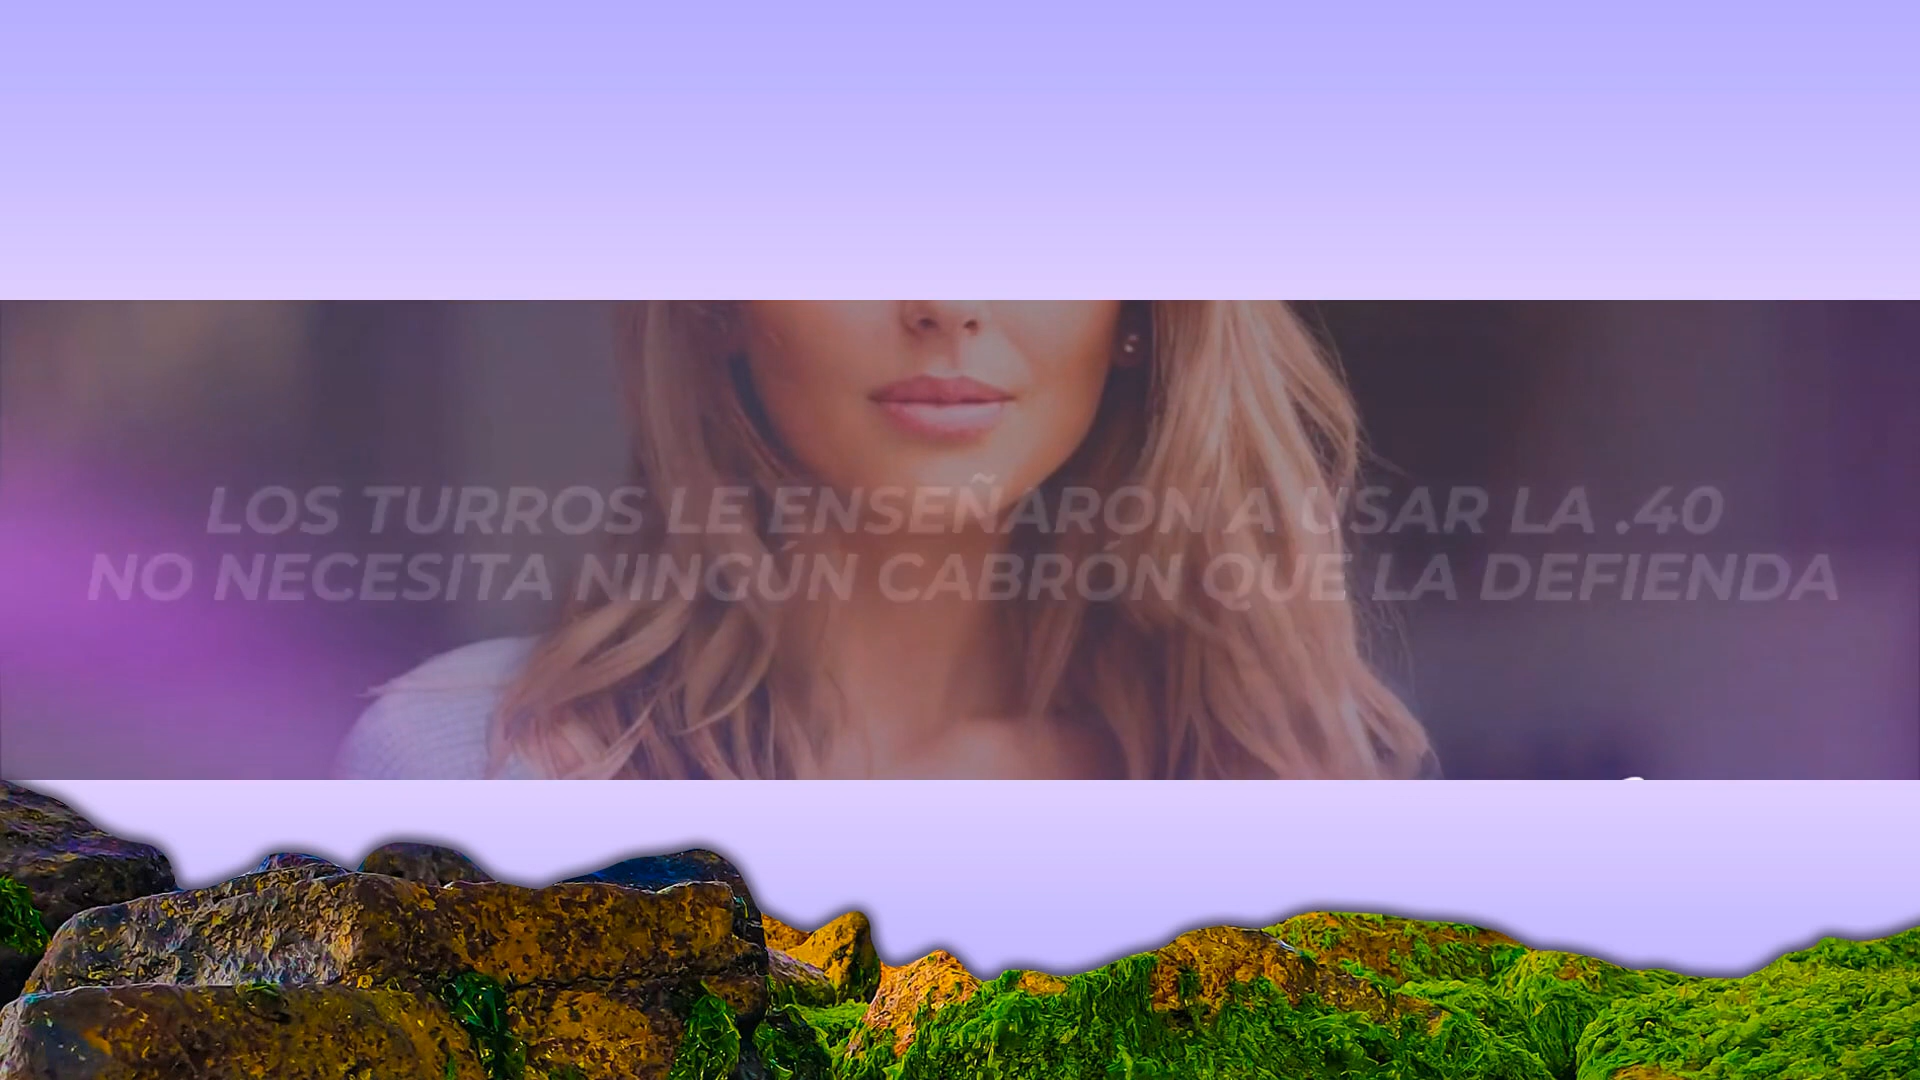 LOS TURROS LE ENSEÑARON A USAR LA .40
NO NECESITA NINGÚN CABRÓN QUE LA DEFIENDA